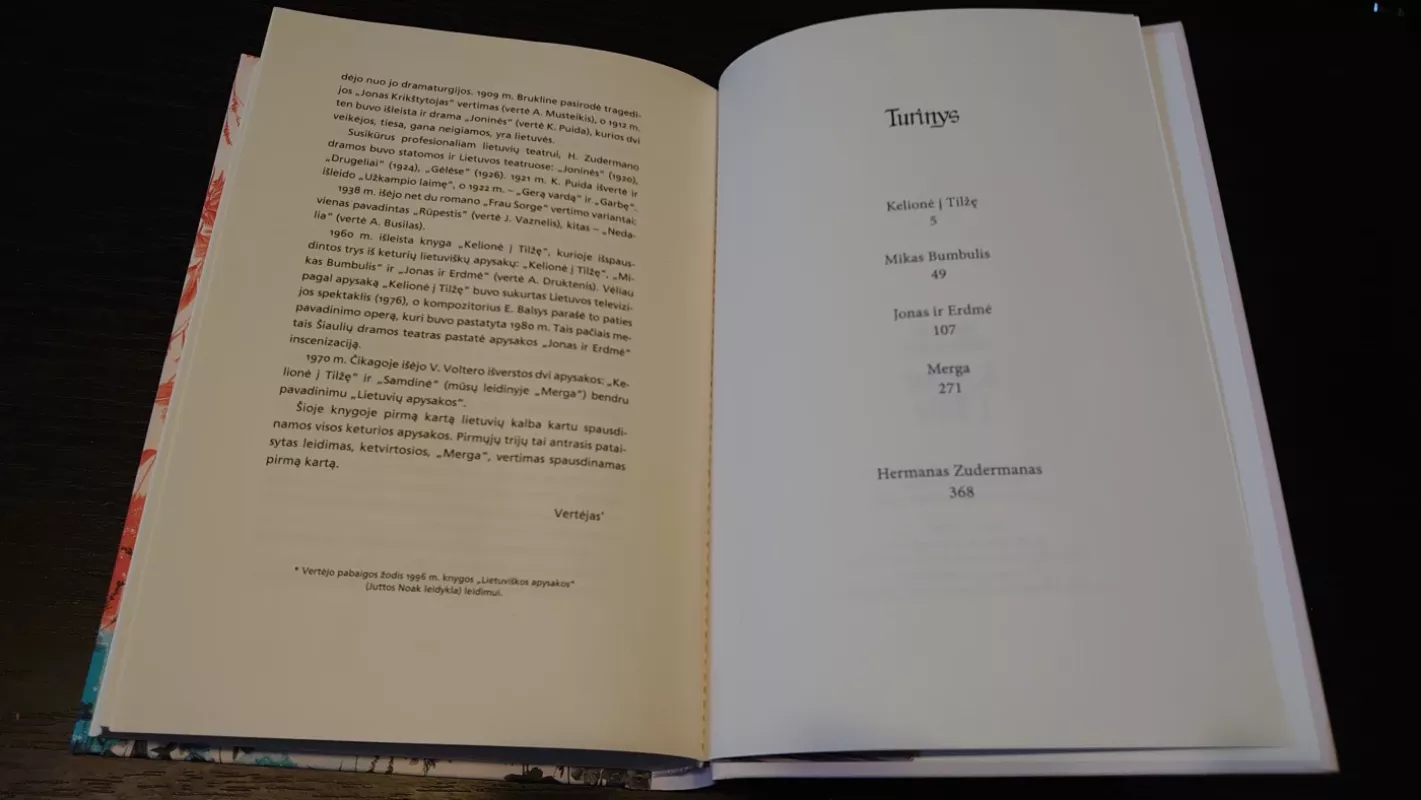 dėjo nuo jo dramaturgijos. 1909 m. Brukline pasirodė tragedi-
jos „Jonas Krikštytojas“ vertimas (vertė A. Musteikis), o 1912 m.
ten buvo išleista ir drama „Joninės“ (vertė K. Puida), kurios dvi
veikėjos, tiesa, gana neigiamos, yra lietuvės.
Susikūrus profesionaliam lietuvių teatrui, H. Zudermano
dramos buvo statomos ir Lietuvos teatruose: „Joninės“ (1920),
„Drugeliai“ (1924), „Gėlėse“ (1926). 1921 m. K. Puida išvertė ir
išleido „Užkampio laimę“, o 1922 m. – „Gerą vardą“ ir „Garbę“.
1938 m. išėjo net du romano „Frau Sorge“ vertimo variantai:
vienas pavadintas „Rūpestis“ (vertė J. Vaznelis), kitas – „Neda-
lia“ (vertė A. Busilas).
1960 m. išleista knyga „Kelionė į Tilžę“, kurioje išspaus-
dintos trys iš keturių lietuviškų apysakų: „Kelionė į Tilžę“, „Mi-
kas Bumbulis“ ir „Jonas ir Erdmė“ (vertė A. Druktenis). Vėliau
pagal apysaką „Kelionė į Tilžę“ buvo sukurtas Lietuvos televizi-
jos spektaklis (1976), o kompozitorius E. Balsys parašė to paties
pavadinimo operą, kuri buvo pastatyta 1980 m. Tais pačiais me-
tais Šiaulių dramos teatras pastatė apysakos „Jonas ir Erdmė“
inscenizaciją.
1970 m. Čikagoje išėjo V. Voltero išverstos dvi apysakos: „Ke-
lionė į Tilžę“ ir „Samdinė“ (mūsų leidinyje „Merga“) bendru
pavadinimu „Lietuvių apysakos“.
Šioje knygoje pirmą kartą lietuvių kalba kartu spausdi-
namos visos keturios apysakos. Pirmųjų trijų tai antrasis patai-
sytas leidimas, ketvirtosios, „Merga“, vertimas spausdinamas
pirmą kartą.
Vertėjas*
* Vertėjo pabaigos žodis 1996 m. knygos „Lietuviškos apysakos“
(Juttos Noak leidykla) leidimui.
Turinys
Kelionė į Tilžę
5
Mikas Bumbulis
49
Jonas ir Erdmė
107
Merga
271
Hermanas Zudermanas
368